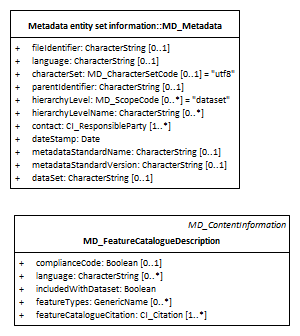 Metadata entity set information::MD_Metadata
+ fileIdentifier: CharacterString [0..1]
+ language: CharacterString [0..1]
+ characterSet: MD_CharacterSetCode [0..1] = "utf8"
+ parentIdentifier: CharacterString [0..1]
+ hierarchyLevel: MD_ScopeCode [0..*] = "dataset"
+ hierarchyLevelName: CharacterString [0..*]
+ contact: CI_ResponsibleParty [1..*]
+ dateStamp: Date
+ metadataStandardName: CharacterString [0..1]
+ metadataStandardVersion: CharacterString [0..1]
+ dataSet: CharacterString [0..1]
MD_ContentInformation
MD_FeatureCatalogueDescription
+ complianceCode: Boolean [0..1]
+ language: CharacterString [0..*]
+ includedWithDataset: Boolean
+ featureTypes: GenericName [0..*]
+ featureCatalogueCitation: CI_Citation [1..*]